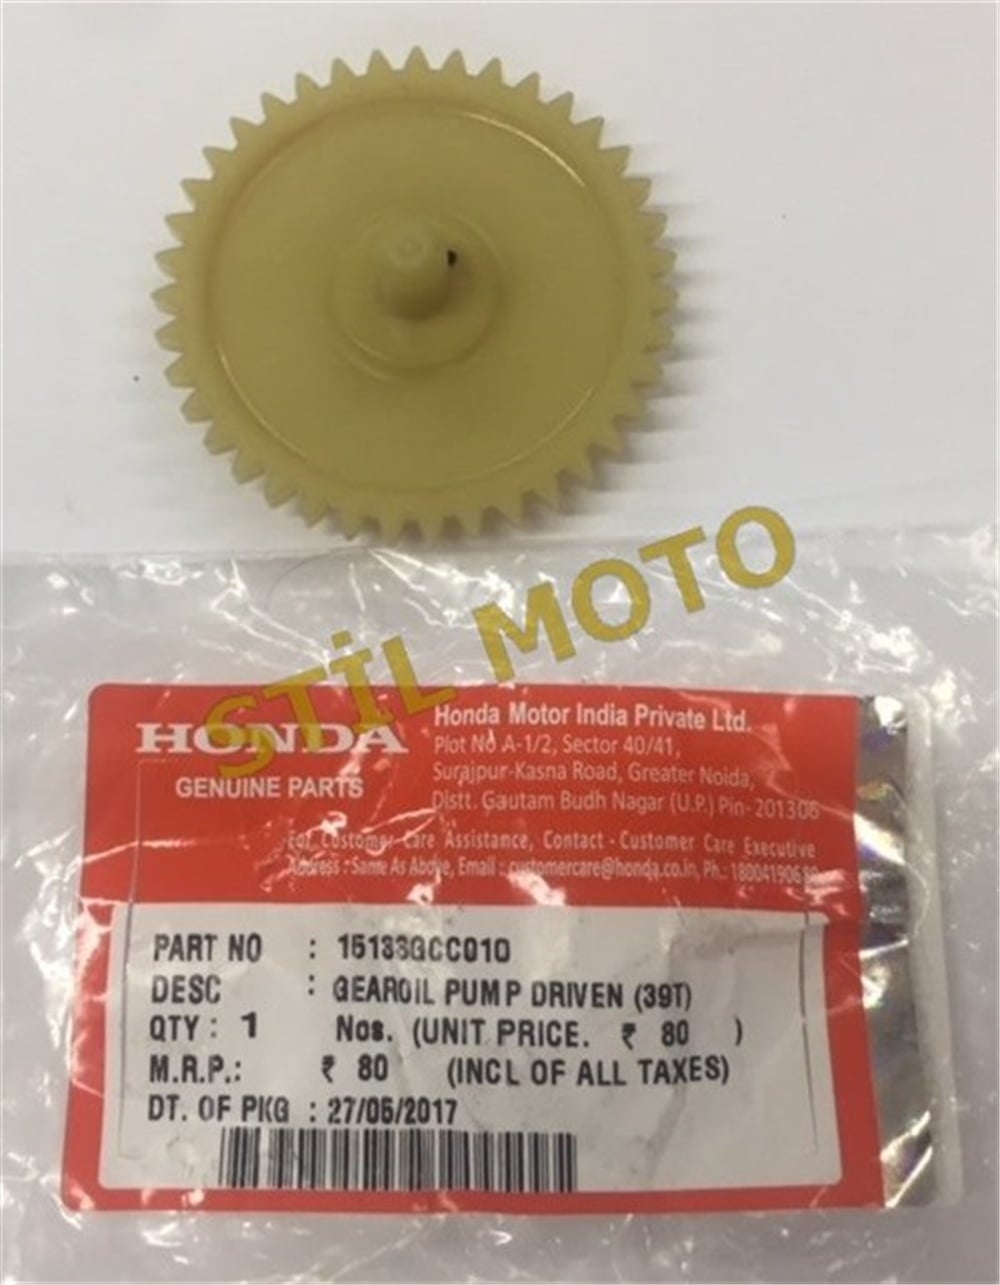 STİL MOTO
HONDA
GENUINE PARTS
Honda Motor India Private Ltd.
Plot No A-1/2, Sector 40/41,
Surajpur-Kasna Road, Greater Noida,
Distt. Gautam Budh Nagar (U.P.) Pin- 201306
For Customer Care Assistance, Contact - Customer Care Executive
Address : Same As Above, Email : customercare@honda.co.in, Ph.:
PART NO : 15133GCC010
DESC : GEAROIL PUMP DRIVEN (39T)
QTY : 1 Nos. (UNIT PRICE. ₹ 80 )
M.R.P.: ₹ 80 (INCL OF ALL TAXES)
DT. OF PKG : 27/05/2017